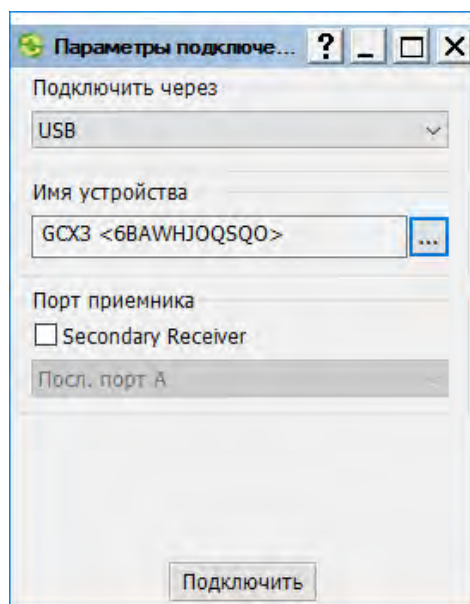 Параметры подключе... ?
Подключить через
USB
Имя устройства
GCX3 <6BAWHJOQSQO>
...
Порт приемника
Secondary Receiver
Посл. порт A
Подключить